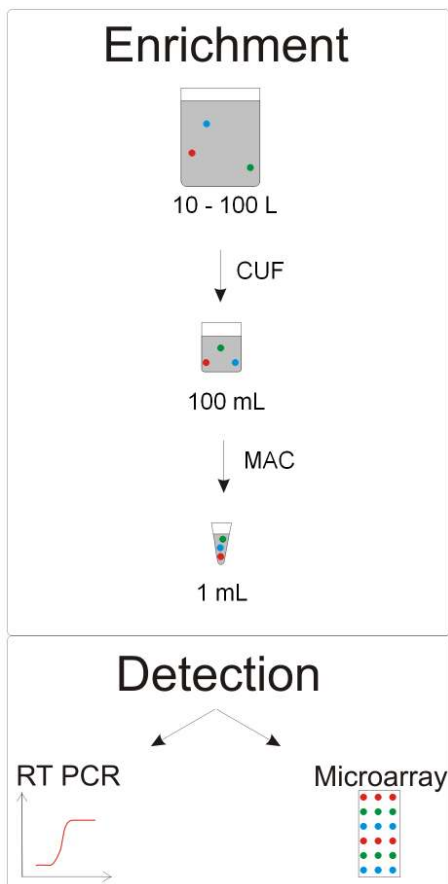 Enrichment
10 - 100 L
CUF
100 mL
MAC
1 mL
Detection
RT PCR
Microarray